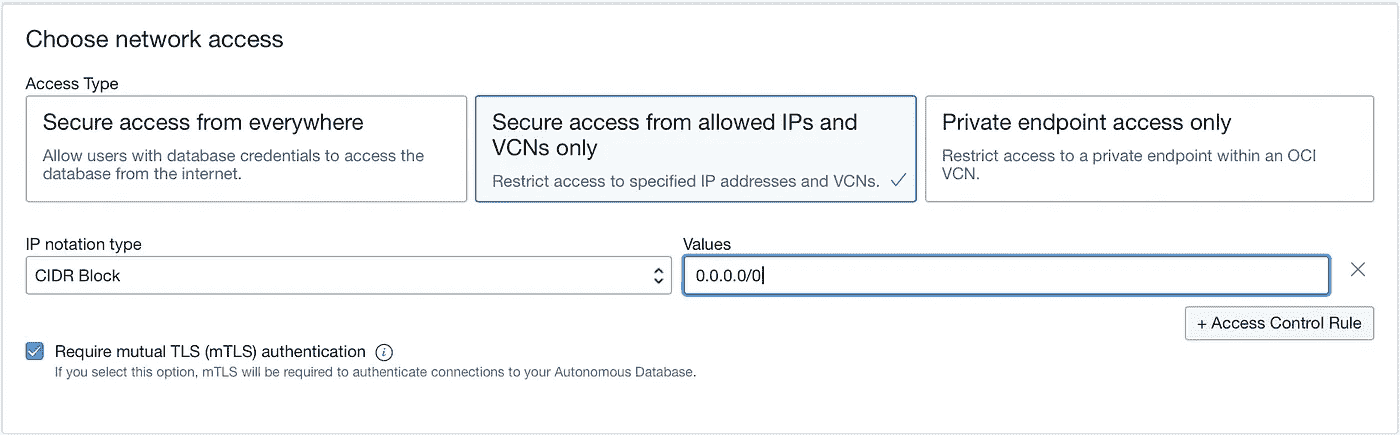 Choose network access
Access Type
Secure access from everywhere
Allow users with database credentials to access the
database from the internet.
Secure access from allowed IPs and
VCNs only
Restrict access to specified IP addresses and VCNs.
Private endpoint access only
Restrict access to a private endpoint within an OCI
VCN.
IP notation type
CIDR Block
Values
0.0.0.0/0
+ Access Control Rule
Require mutual TLS (mTLS) authentication
If you select this option, mTLS will be required to authenticate connections to your Autonomous Database.